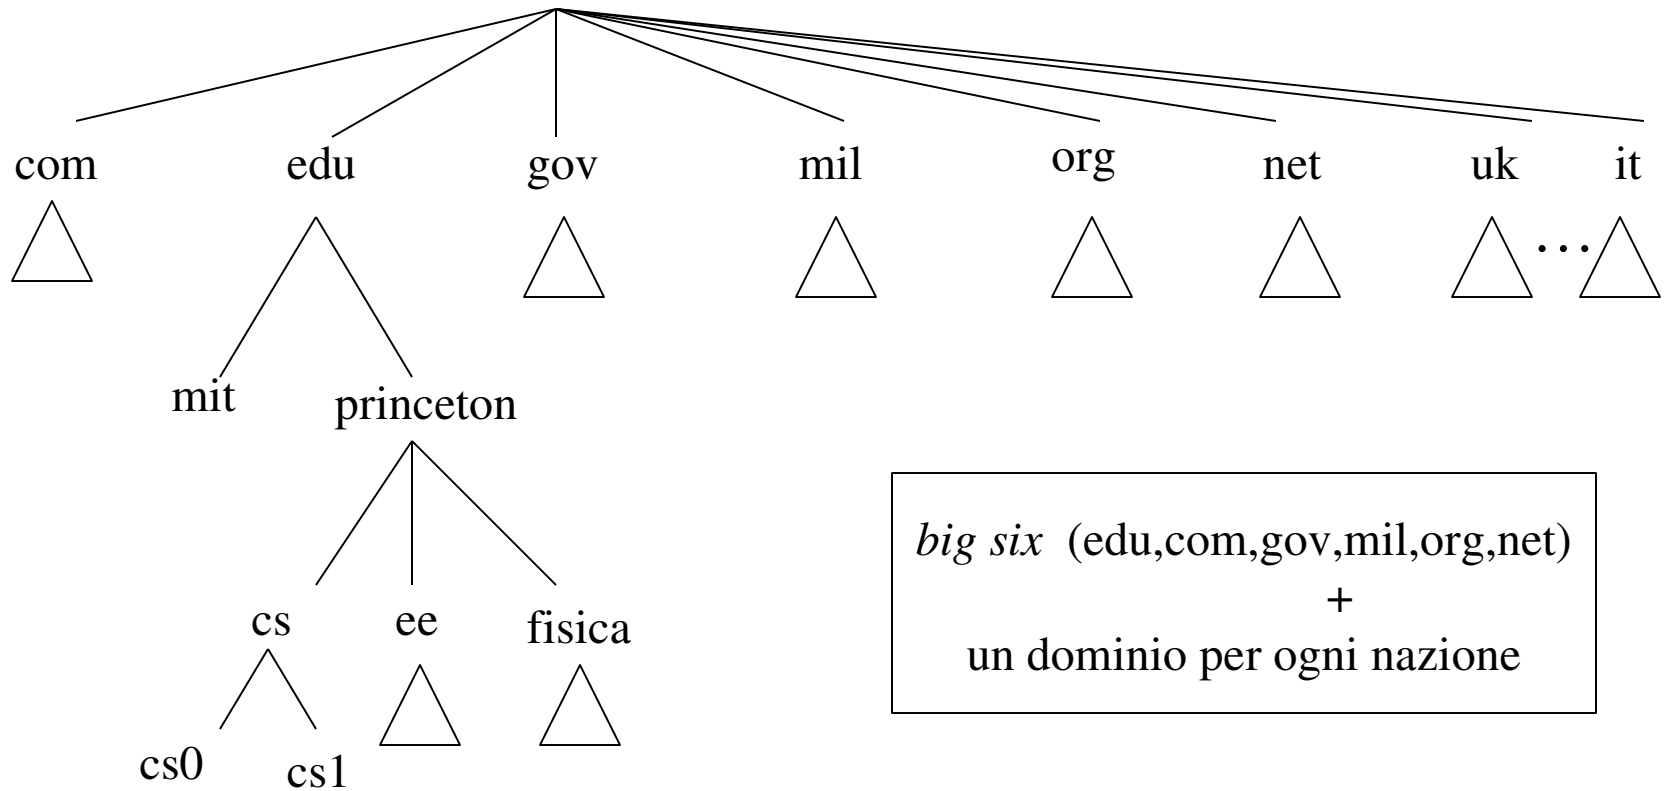 com edu gov mil org net uk ... it
mit princeton
cs ee fisica
cs0 cs1
big six (edu,com,gov,mil,org,net)
+
un dominio per ogni nazione